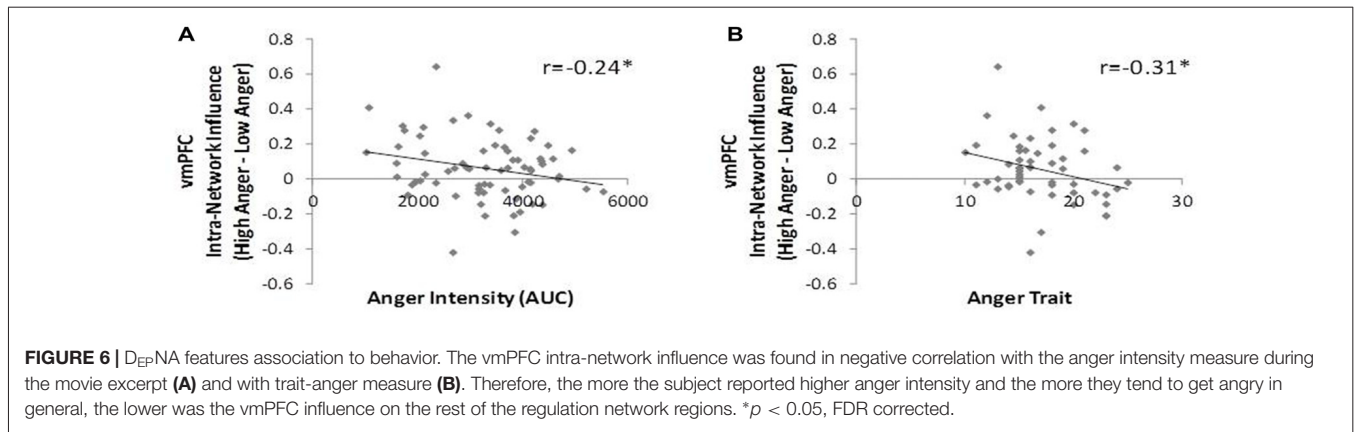 A
0.8
0.6
0.4
0.2
0
-0.2
-0.4
-0.6
0
2000
4000
6000
r=-0.24*
vmPFC
Intra-Network Influence
(High Anger - Low Anger)
Anger Intensity (AUC)
B
0.8
0.6
0.4
0.2
0
-0.2
-0.4
-0.6
0
10
20
30
r=-0.31*
vmPFC
Intra-Network Influence
(High Anger - Low Anger)
Anger Trait
FIGURE 6 | DEPNA features association to behavior. The vmPFC intra-network influence was found in negative correlation with the anger intensity measure during
the movie excerpt (A) and with trait-anger measure (B). Therefore, the more the subject reported higher anger intensity and the more they tend to get angry in
general, the lower was the vmPFC influence on the rest of the regulation network regions. *p < 0.05, FDR corrected.